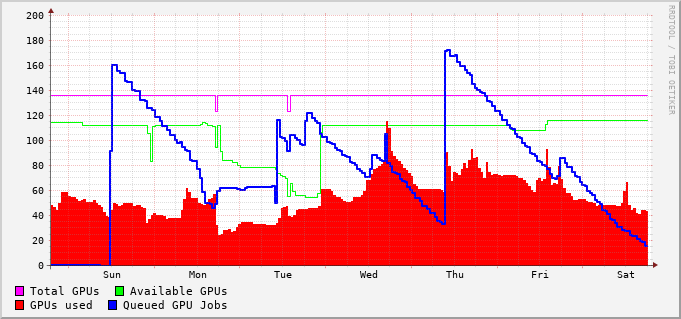 200
180
160
140
120
100
80
60
40
20
0
Sun Mon Tue Wed Thu Fri Sat
RRDTOOL / TOBI OETIKER
Total GPUs Available GPUs
GPUs used Queued GPU Jobs